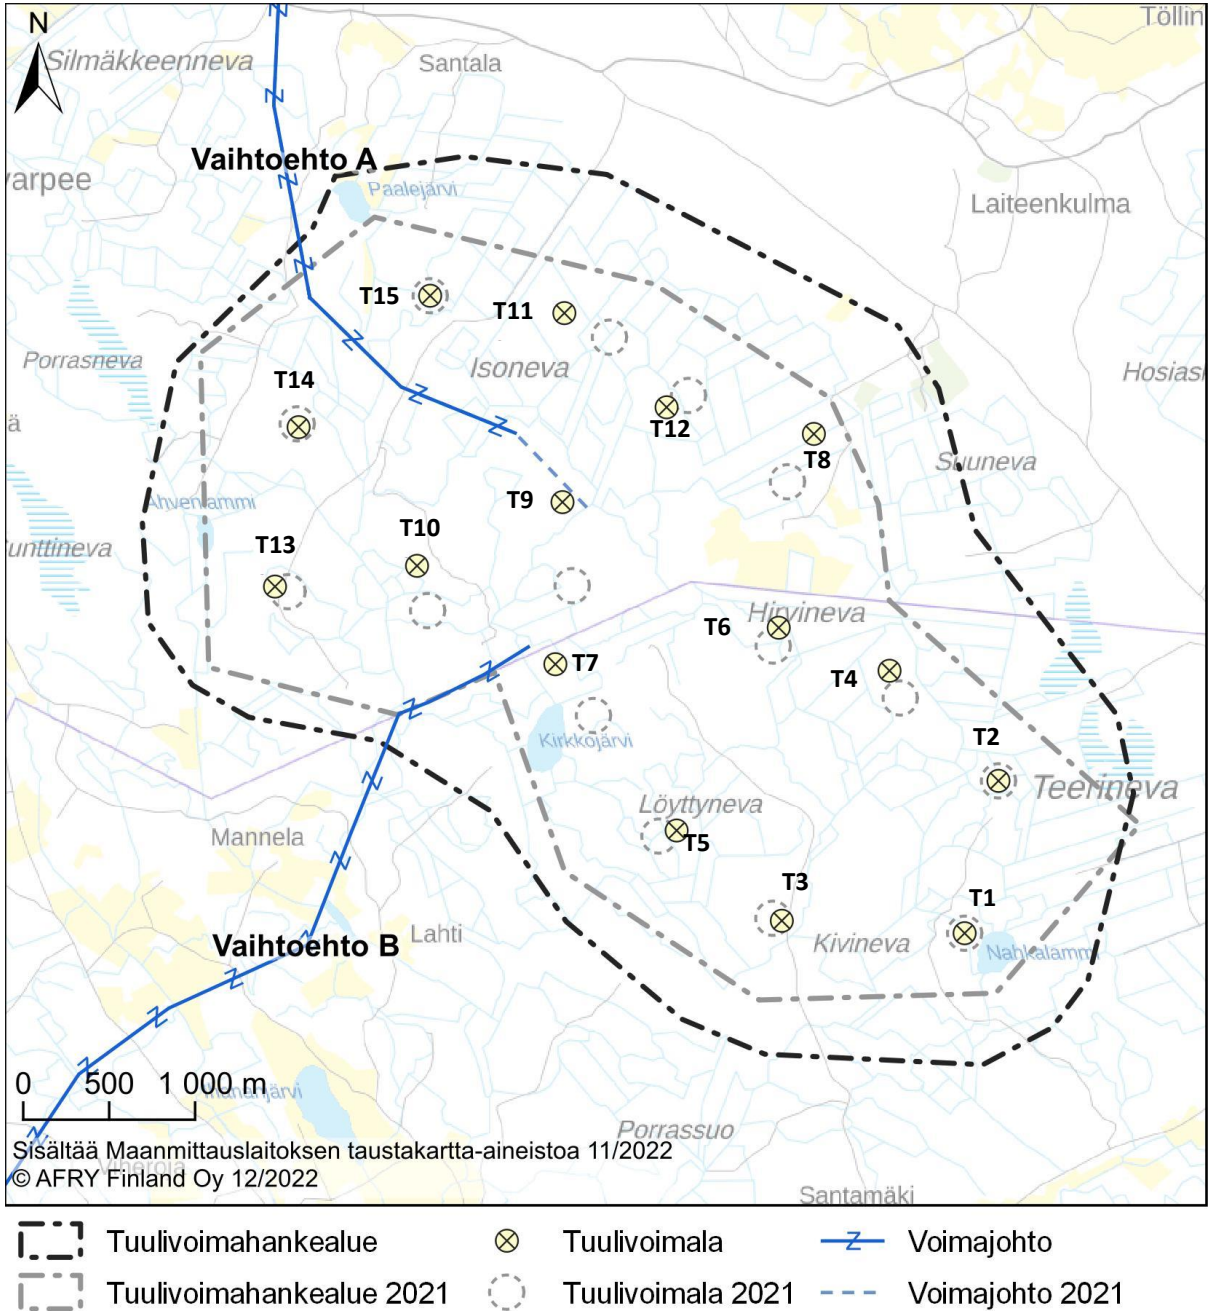 N
Töllin
Silmäkkeenneva
Santala
Vaihtoehto A
varpee
Paalejärvi
Laiteenkulma
T15
T11
Porrasneva
Isoneva
Hosiasl
T14
ä
T12
T8
Suuneva
T9
Ahvenlammi
T10
unttineva
T13
Hirvineva
T6
T7
T4
Kirkkojärvi
T2
Teerineva
Löyttyneva
Mannela
T5
T3
T1
Lahti
Vaihtoehto B
Kivineva
Nahkalammi
0 500 1 000 m
Porrassuo
Sisältää Maanmittauslaitoksen taustakartta-aineistoa 11/2022
Viheroja
© AFRY Finland Oy 12/2022
Santamäki
Tuulivoimahankealue
Tuulivoimala
Voimajohto
Tuulivoimahankealue 2021
Tuulivoimala 2021
Voimajohto 2021